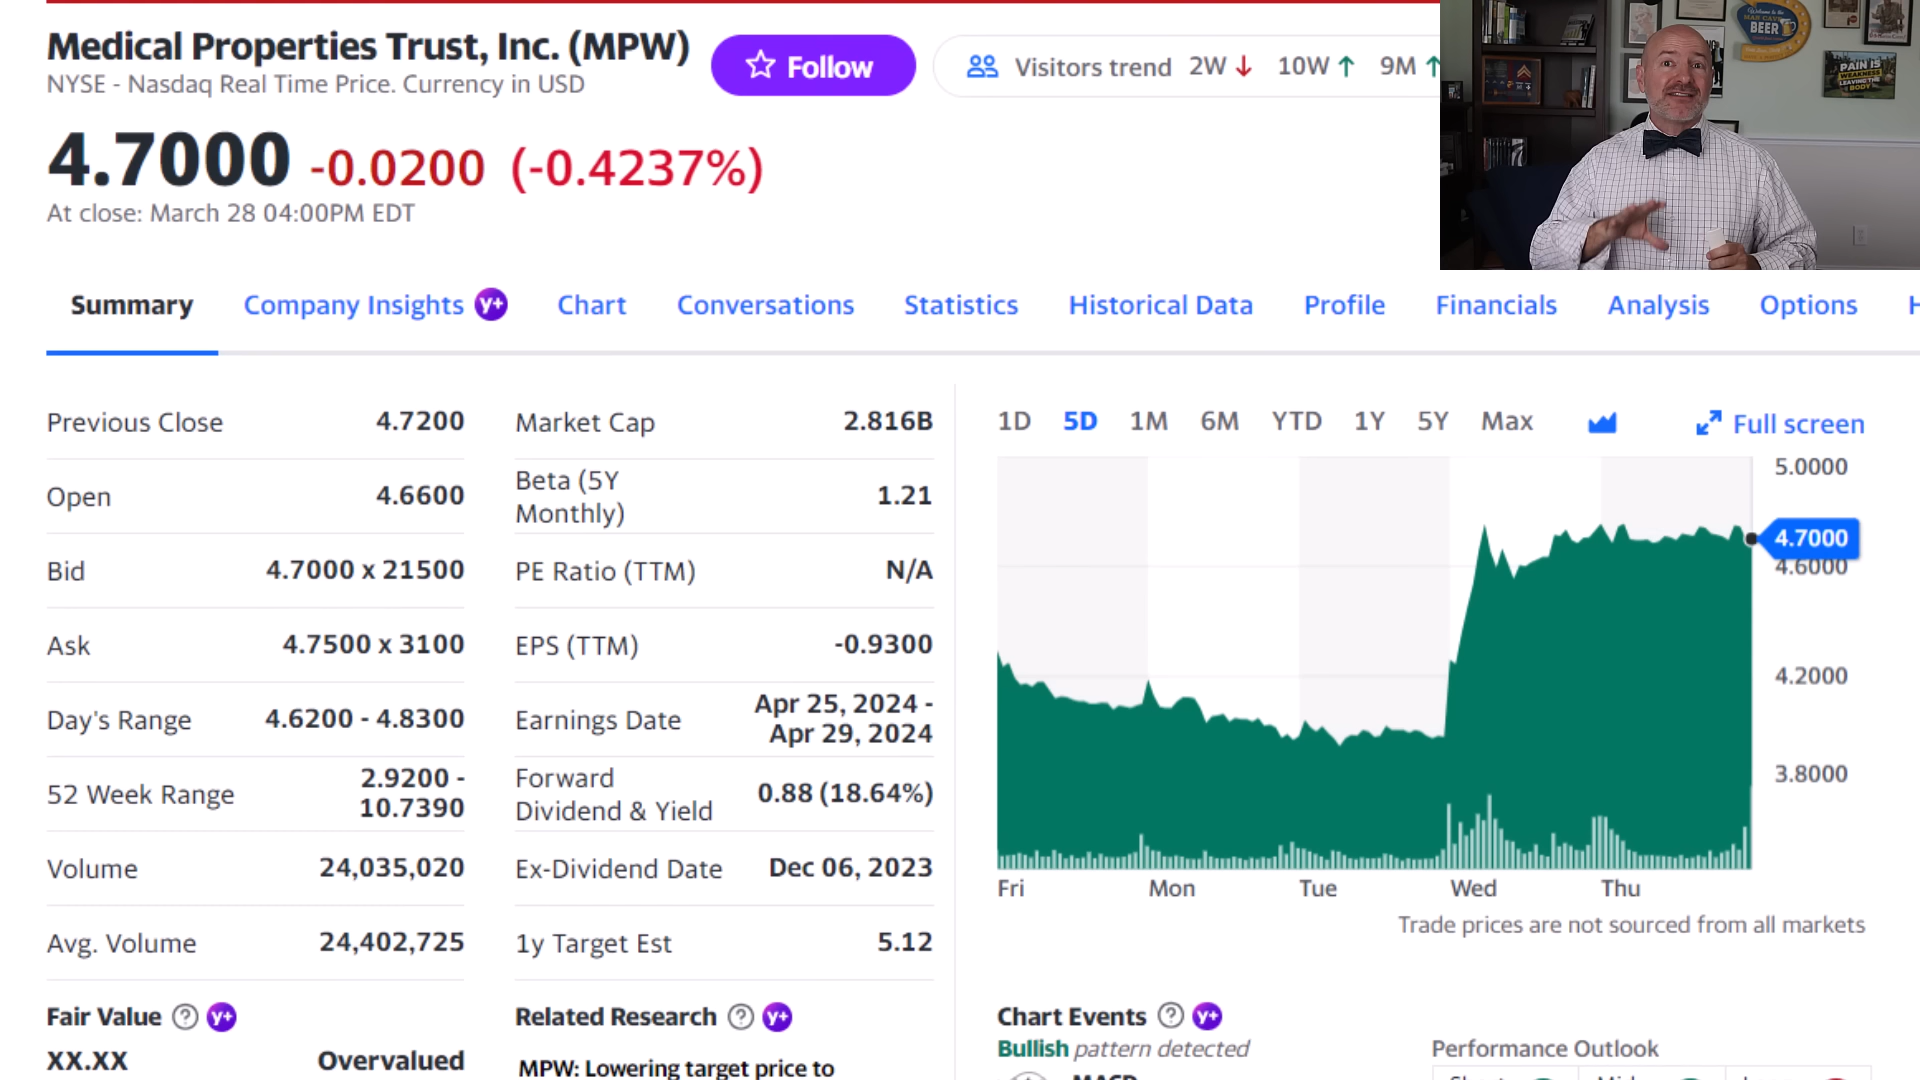 Medical Properties Trust, Inc. (MPW)
Follow
Visitors trend 2W 10W 9M
NYSE - Nasdaq Real Time Price. Currency in USD
4.7000 -0.0200 (-0.4237%)
At close: March 28 04:00PM EDT
BEER
PAIN IS
WEAKNESS
LEAVING THE
BODY
Summary Company Insights y+ Chart Conversations Statistics Historical Data Profile Financials Analysis Options H
Previous Close 4.7200
Open 4.6600
Bid 4.7000 x 21500
Ask 4.7500 x 3100
Day's Range 4.6200 - 4.8300
52 Week Range 2.9200 -
10.7390
Volume 24,035,020
Avg. Volume 24,402,725
Market Cap 2.816B
Beta (5Y
Monthly) 1.21
PE Ratio (TTM) N/A
EPS (TTM) -0.9300
Earnings Date Apr 25, 2024 -
Apr 29, 2024
Forward
Dividend & Yield 0.88 (18.64%)
Ex-Dividend Date Dec 06, 2023
1y Target Est 5.12
1D 5D 1M 6M YTD 1Y 5Y Max Full screen
5.0000
4.7000
4.6000
4.2000
3.8000
Fri Mon Tue Wed Thu
Trade prices are not sourced from all markets
Fair Value ? y+
XX.XX Overvalued
Related Research ? y+
MPW: Lowering target price to
Chart Events ? y+
Bullish pattern detected
Performance Outlook
MACD